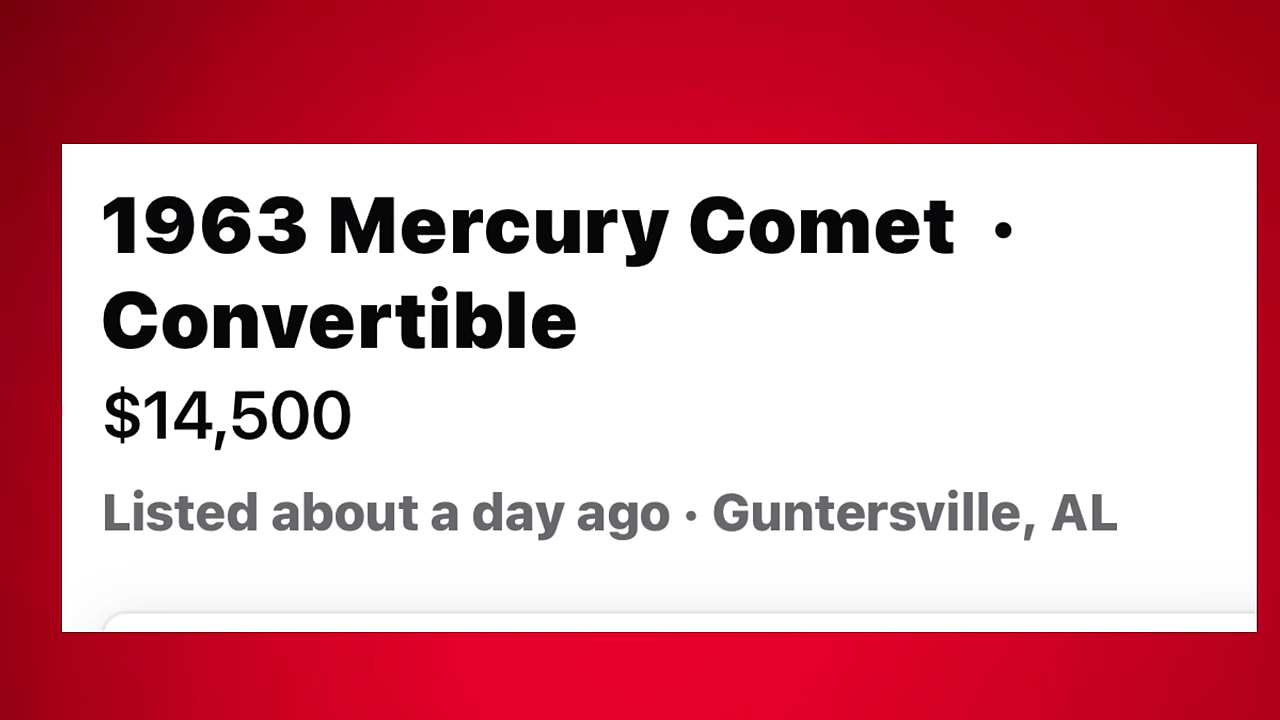 1963 Mercury Comet ·
Convertible
$14,500
Listed about a day ago · Guntersville, AL